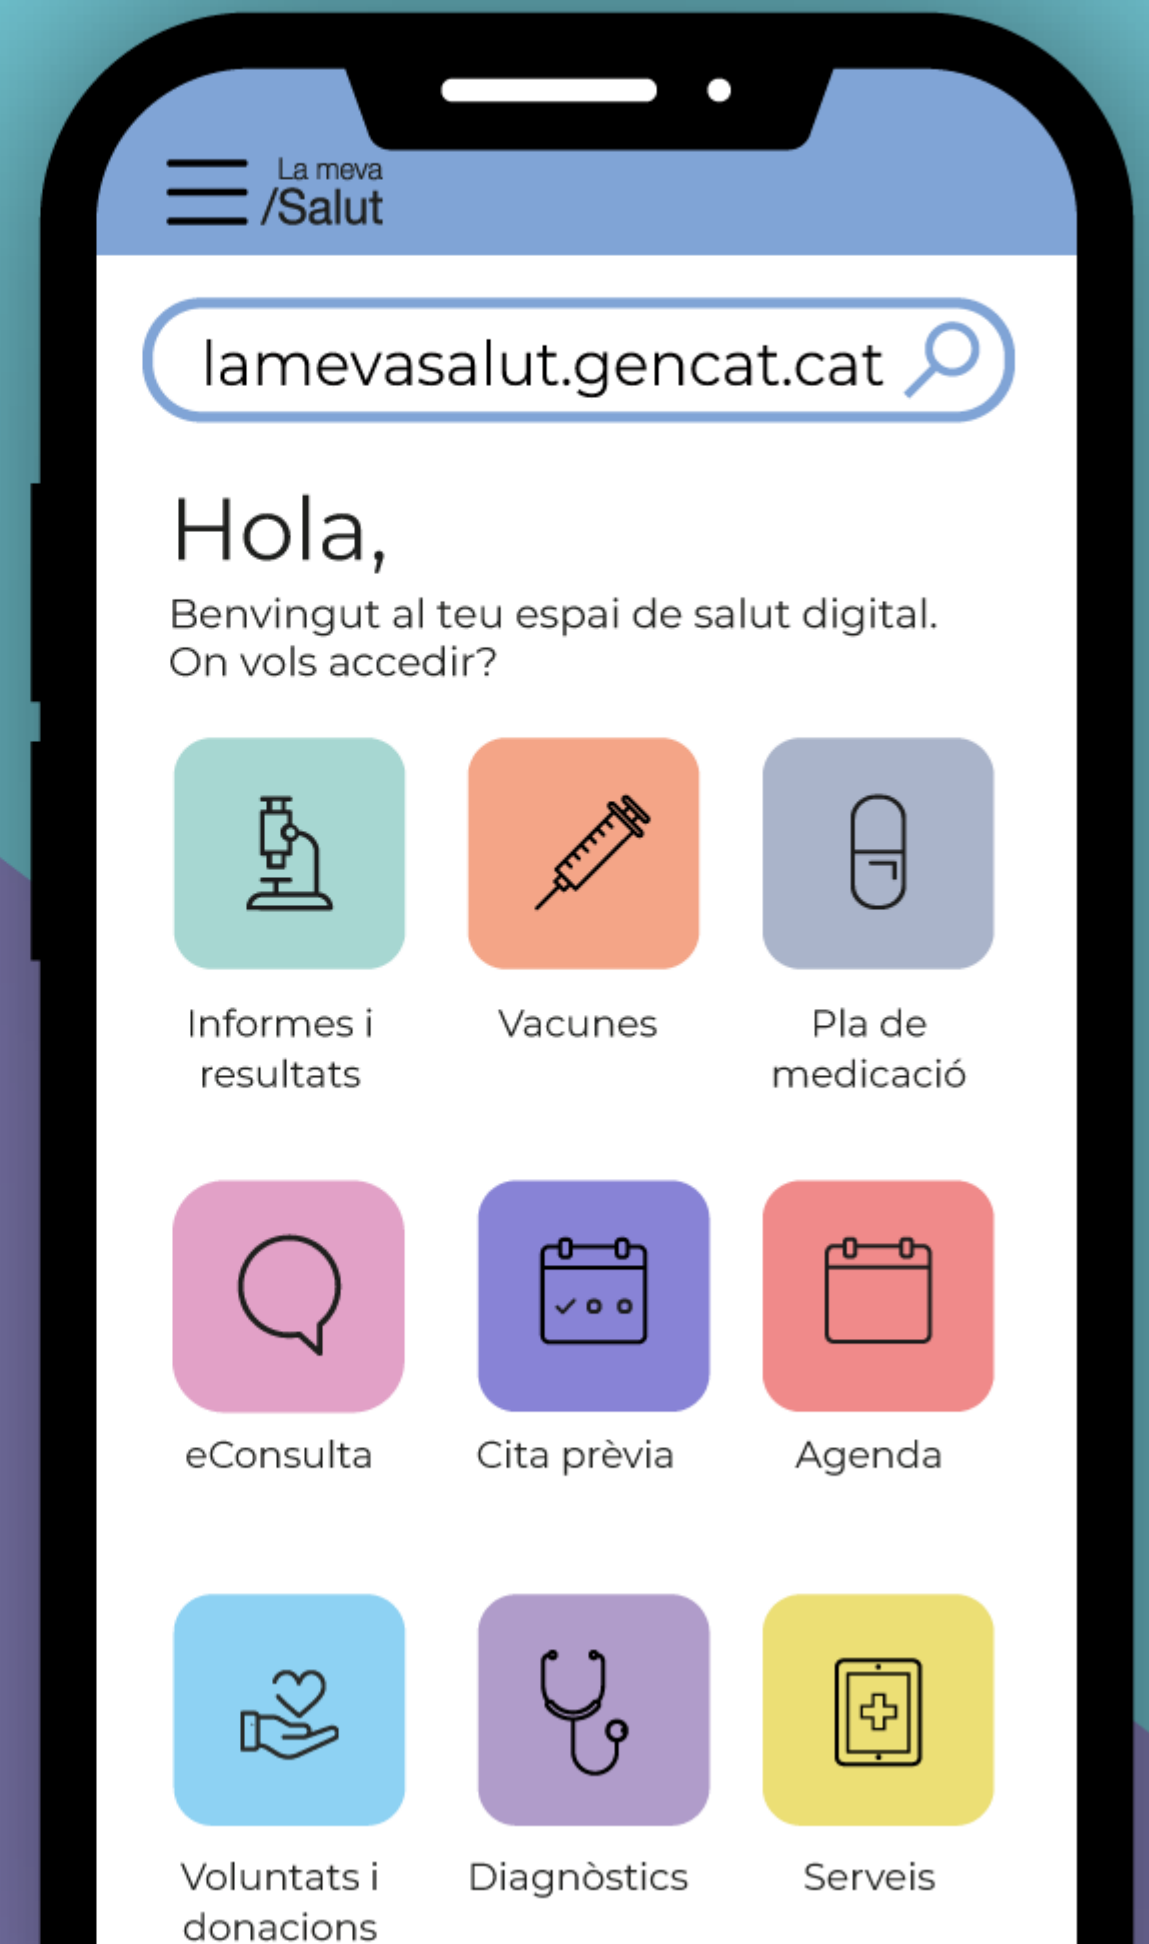 La meva
/Salut
lamevasalut.gencat.cat
Hola,
Benvingut al teu espai de salut digital.
On vols accedir?
Informes i
resultats
Vacunes
Pla de
medicació
eConsulta
Cita prèvia
Agenda
Voluntats i
donacions
Diagnòstics
Serveis